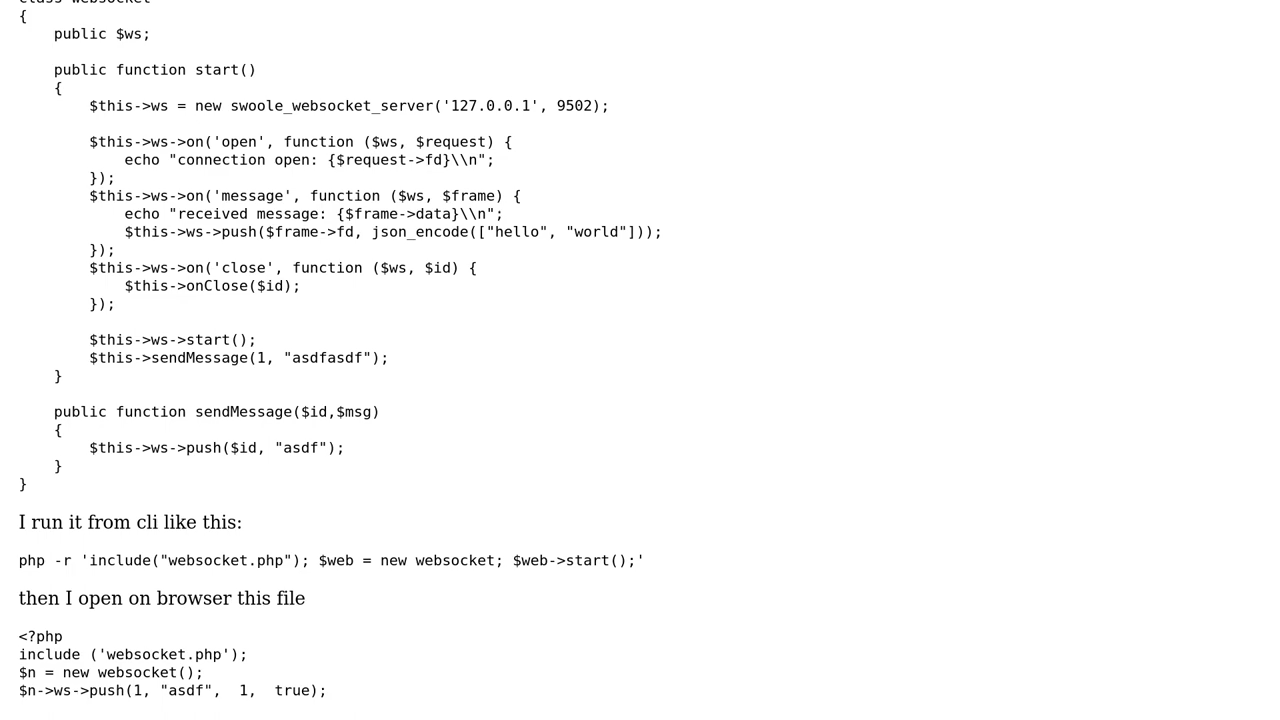 class websocket
{
    public $ws;

    public function start()
    {
        $this->ws = new swoole_websocket_server('127.0.0.1', 9502);

        $this->ws->on('open', function ($ws, $request) {
            echo "connection open: {$request->fd}\\n";
        });
        $this->ws->on('message', function ($ws, $frame) {
            echo "received message: {$frame->data}\\n";
            $this->ws->push($frame->fd, json_encode(["hello", "world"]));
        });
        $this->ws->on('close', function ($ws, $id) {
            $this->onClose($id);
        });

        $this->ws->start();
        $this->sendMessage(1, "asdfasdf");
    }

    public function sendMessage($id,$msg)
    {
        $this->ws->push($id, "asdf");
    }
}
I run it from cli like this:
php -r 'include("websocket.php"); $web = new websocket; $web->start();'
then I open on browser this file
<?php
include ('websocket.php');
$n = new websocket();
$n->ws->push(1, "asdf",  1,  true);